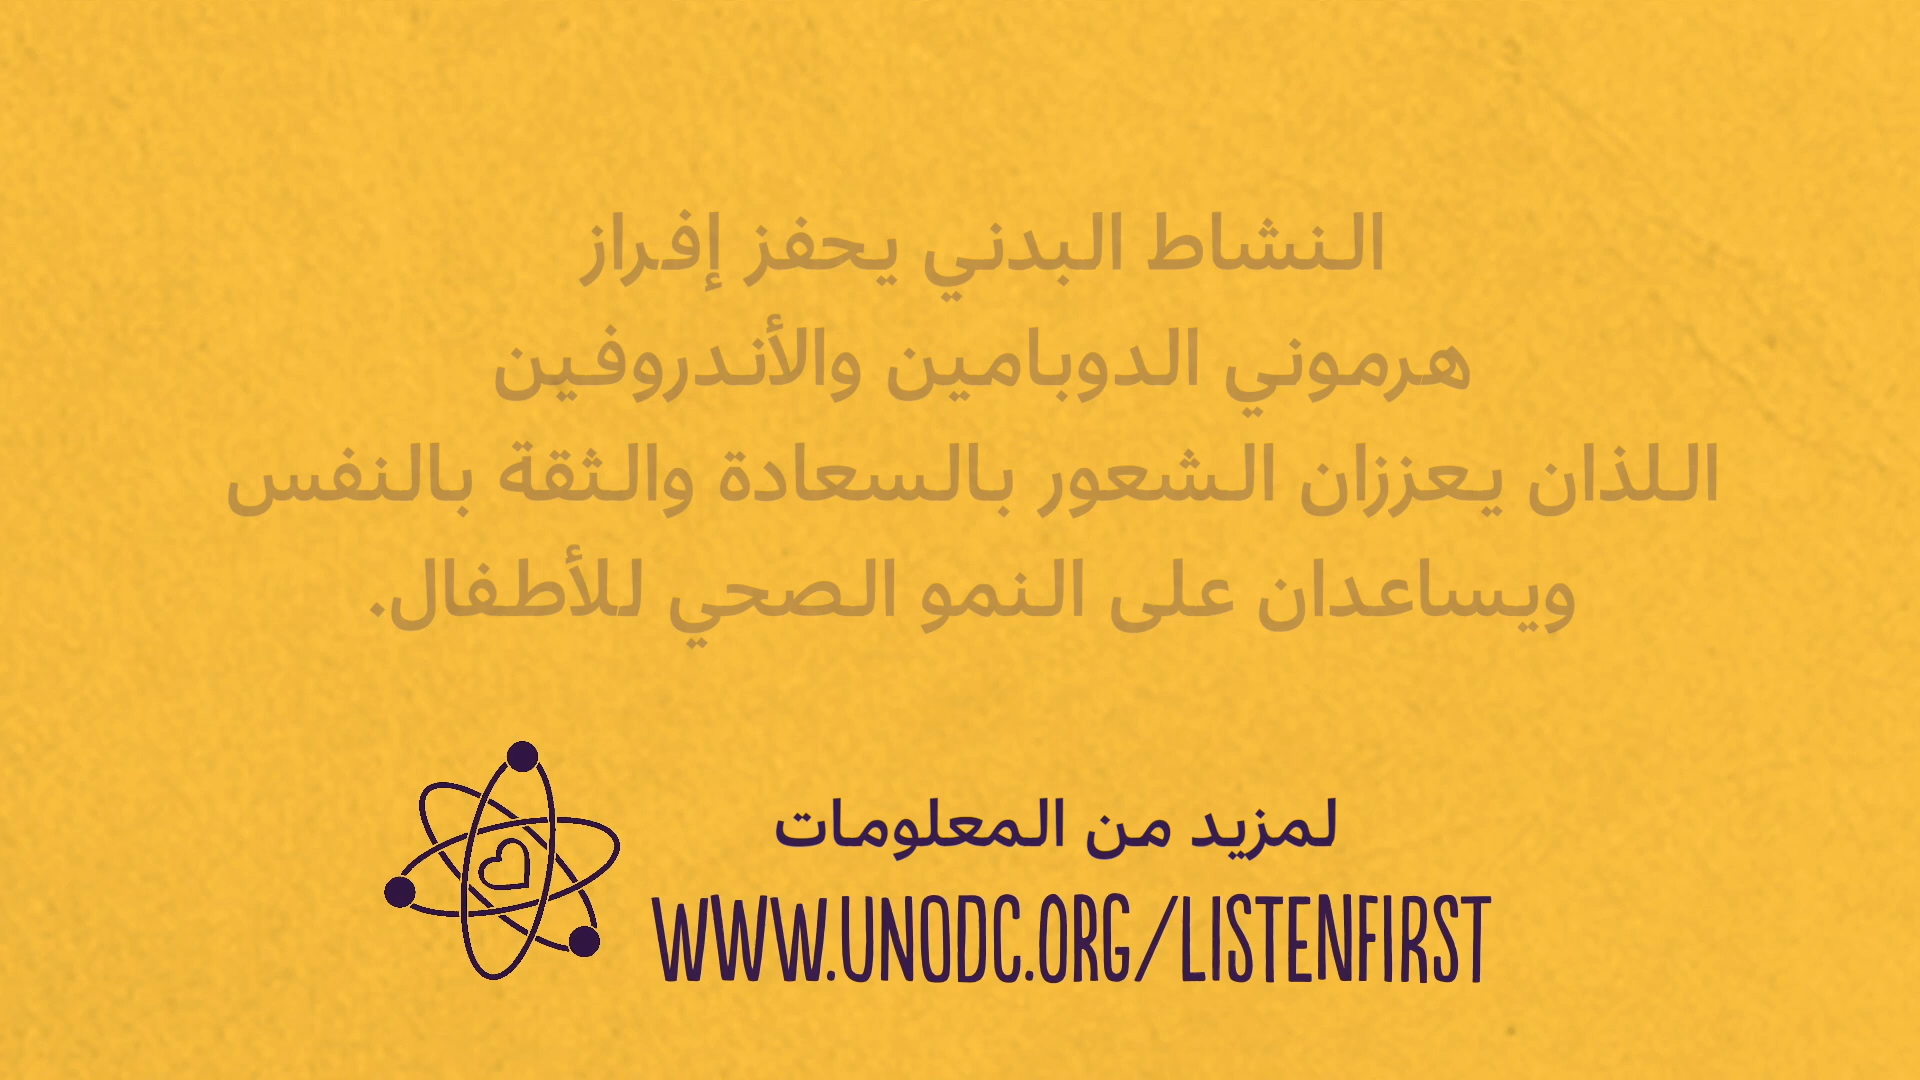 النشاط البدني يحفز إفراز
هرموني الدوبامين والأندروفين
اللذان يعززان الشعور بالسعادة والثقة بالنفس
ويساعدان على النمو الصحي للأطفال.
لمزيد من المعلومات
WWW.UNODC.ORG/LISTENFIRST